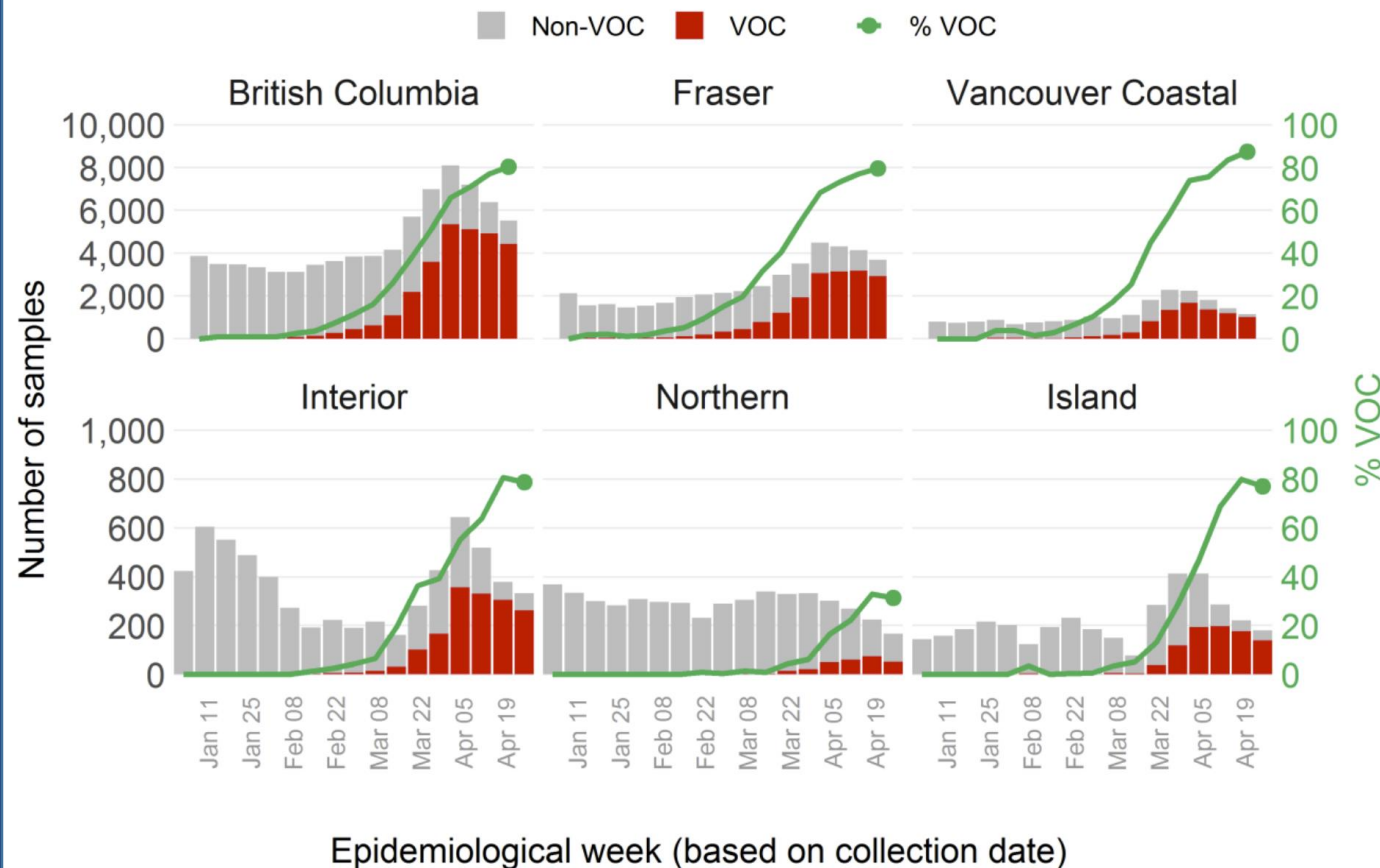 Non-VOC VOC % VOC
British Columbia Fraser Vancouver Coastal
10,000 100
8,000 80
6,000 60
4,000 40
2,000 20
0 0
Interior Northern Island
1,000 100
800 80
600 60
400 40
200 20
0 0
Number of samples
% VOC
Jan 11 Jan 25 Feb 08 Feb 22 Mar 08 Mar 22 Apr 05 Apr 19 Jan 11 Jan 25 Feb 08 Feb 22 Mar 08 Mar 22 Apr 05 Apr 19 Jan 11 Jan 25 Feb 08 Feb 22 Mar 08 Mar 22 Apr 05 Apr 19
Epidemiological week (based on collection date)